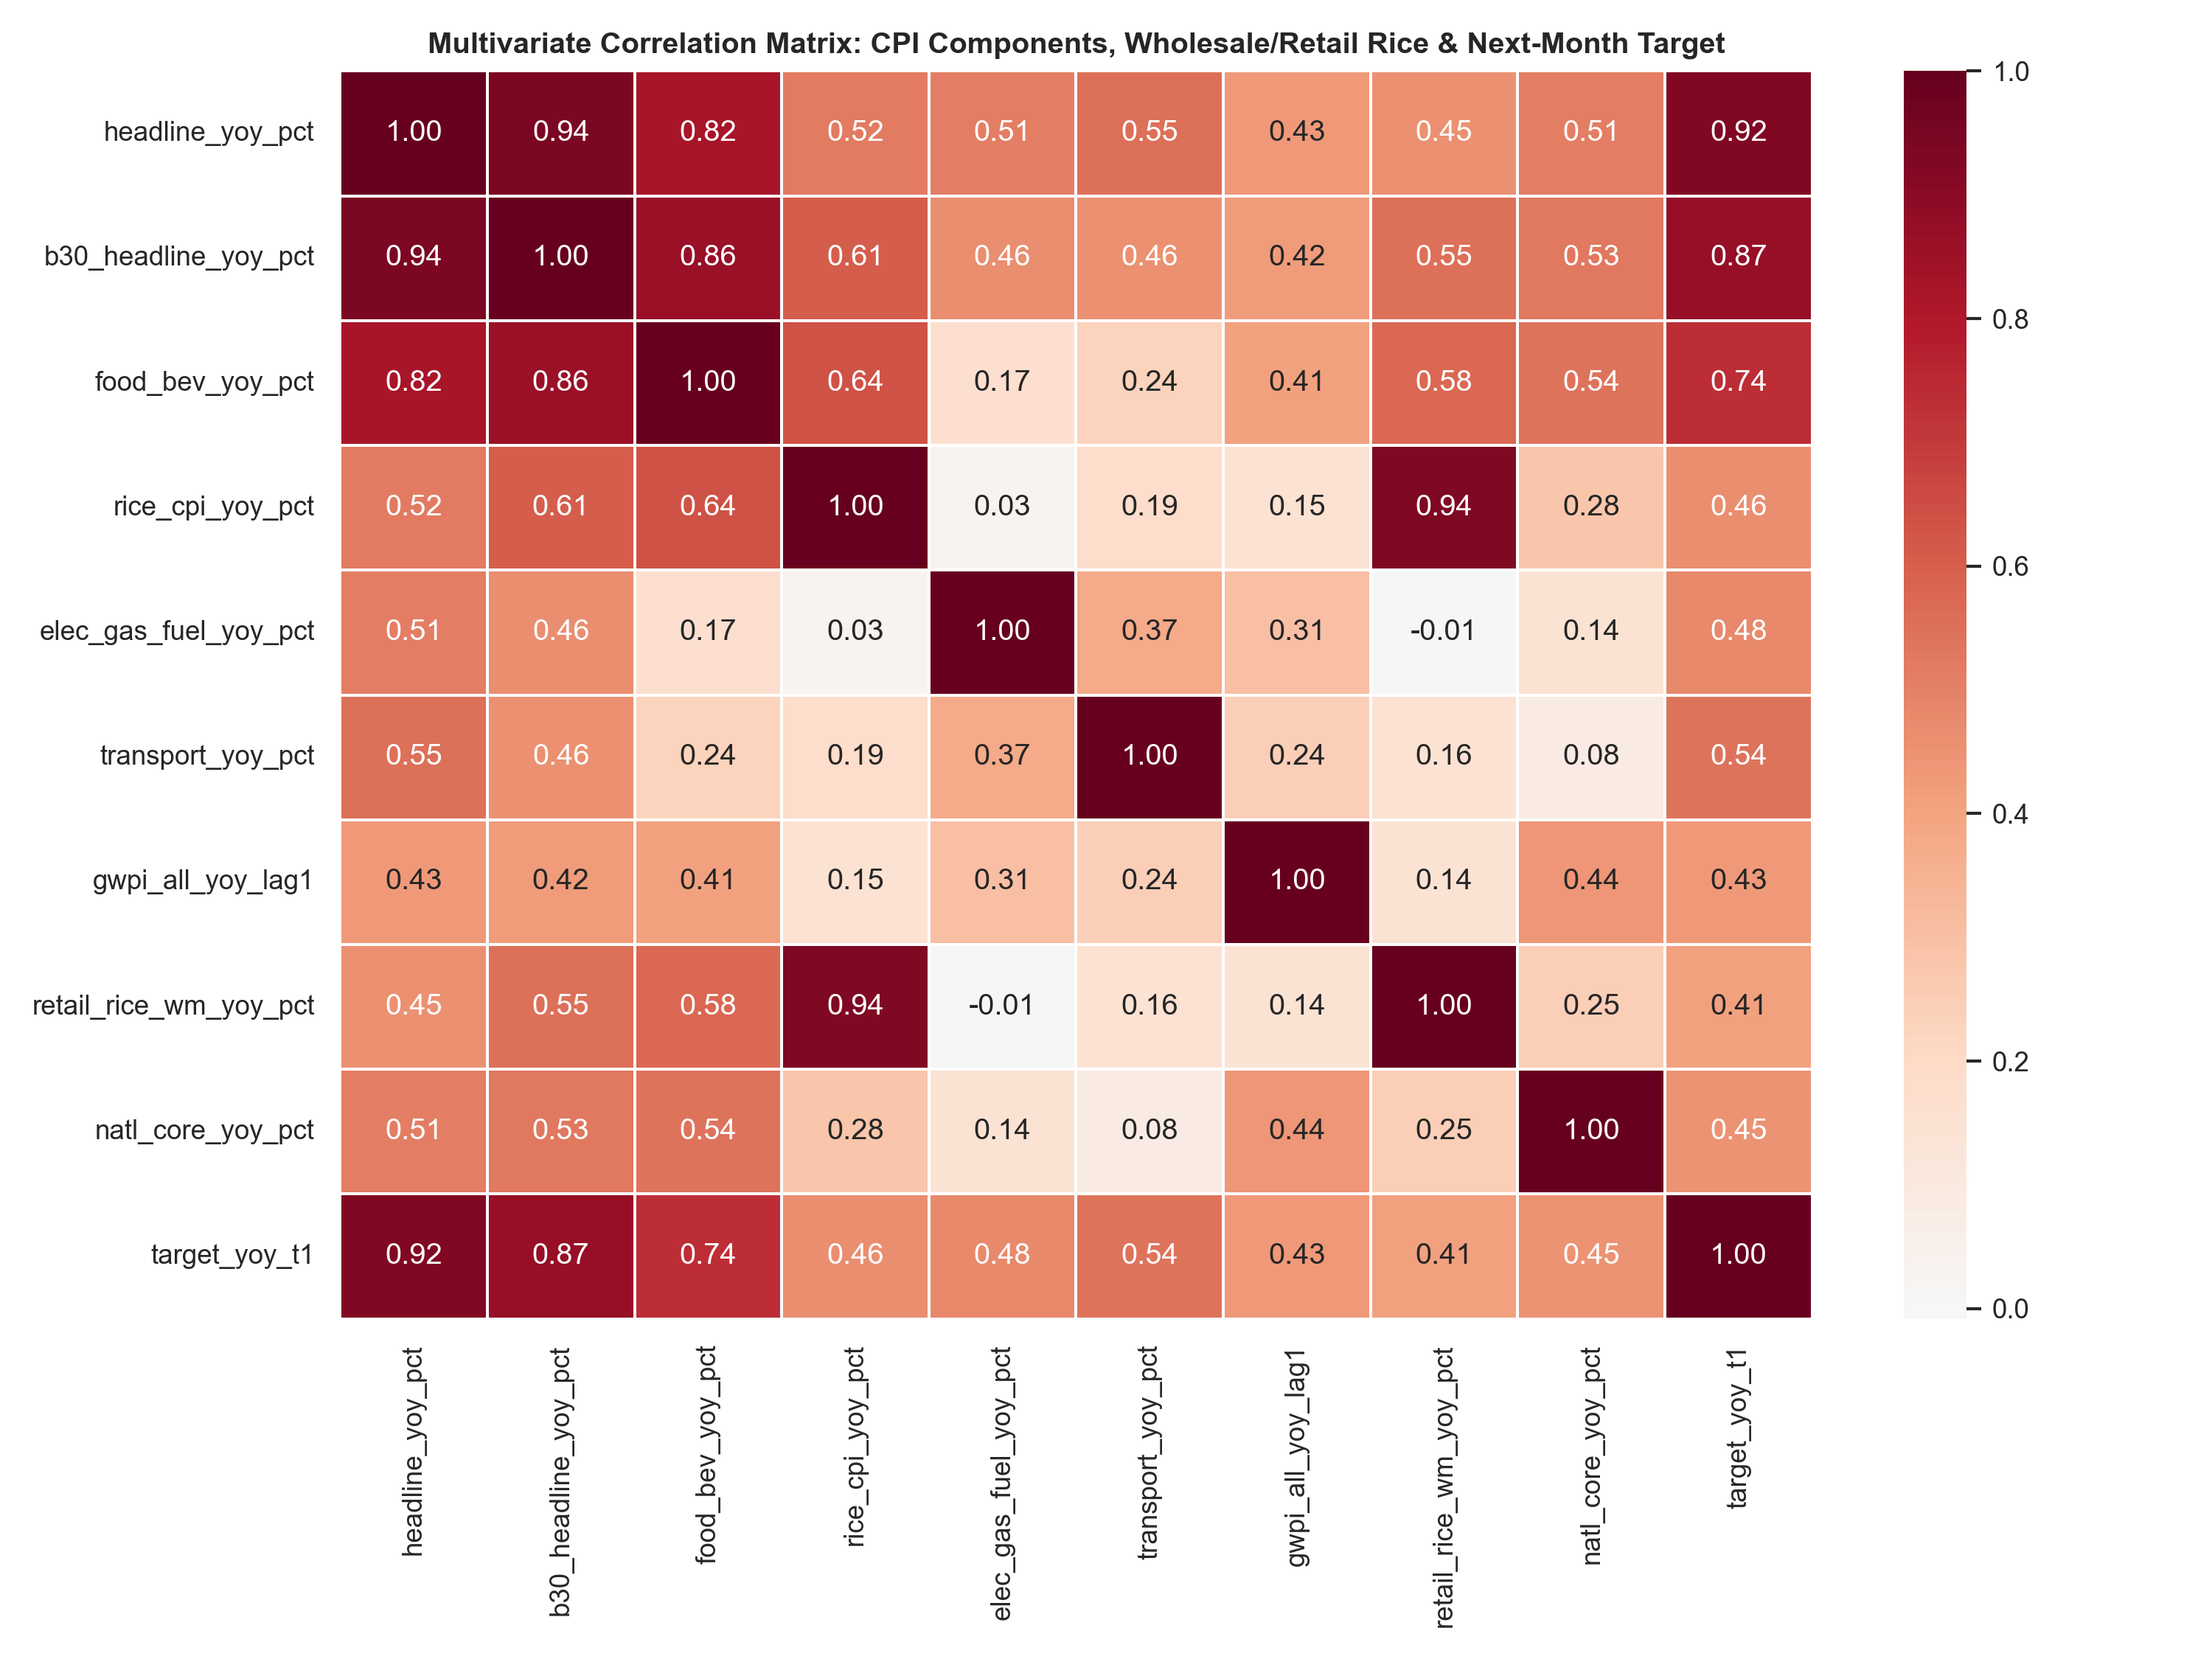 Multivariate Correlation Matrix: CPI Components, Wholesale/Retail Rice & Next-Month Target
headline_yoy_pct 1.00 0.94 0.82 0.52 0.51 0.55 0.43 0.45 0.51 0.92
b30_headline_yoy_pct 0.94 1.00 0.86 0.61 0.46 0.46 0.42 0.55 0.53 0.87
food_bev_yoy_pct 0.82 0.86 1.00 0.64 0.17 0.24 0.41 0.58 0.54 0.74
rice_cpi_yoy_pct 0.52 0.61 0.64 1.00 0.03 0.19 0.15 0.94 0.28 0.46
elec_gas_fuel_yoy_pct 0.51 0.46 0.17 0.03 1.00 0.37 0.31 -0.01 0.14 0.48
transport_yoy_pct 0.55 0.46 0.24 0.19 0.37 1.00 0.24 0.16 0.08 0.54
gwpi_all_yoy_lag1 0.43 0.42 0.41 0.15 0.31 0.24 1.00 0.14 0.44 0.43
retail_rice_wm_yoy_pct 0.45 0.55 0.58 0.94 -0.01 0.16 0.14 1.00 0.25 0.41
natl_core_yoy_pct 0.51 0.53 0.54 0.28 0.14 0.08 0.44 0.25 1.00 0.45
target_yoy_t1 0.92 0.87 0.74 0.46 0.48 0.54 0.43 0.41 0.45 1.00
headline_yoy_pct
b30_headline_yoy_pct
food_bev_yoy_pct
rice_cpi_yoy_pct
elec_gas_fuel_yoy_pct
transport_yoy_pct
gwpi_all_yoy_lag1
retail_rice_wm_yoy_pct
natl_core_yoy_pct
target_yoy_t1
1.0
0.8
0.6
0.4
0.2
0.0